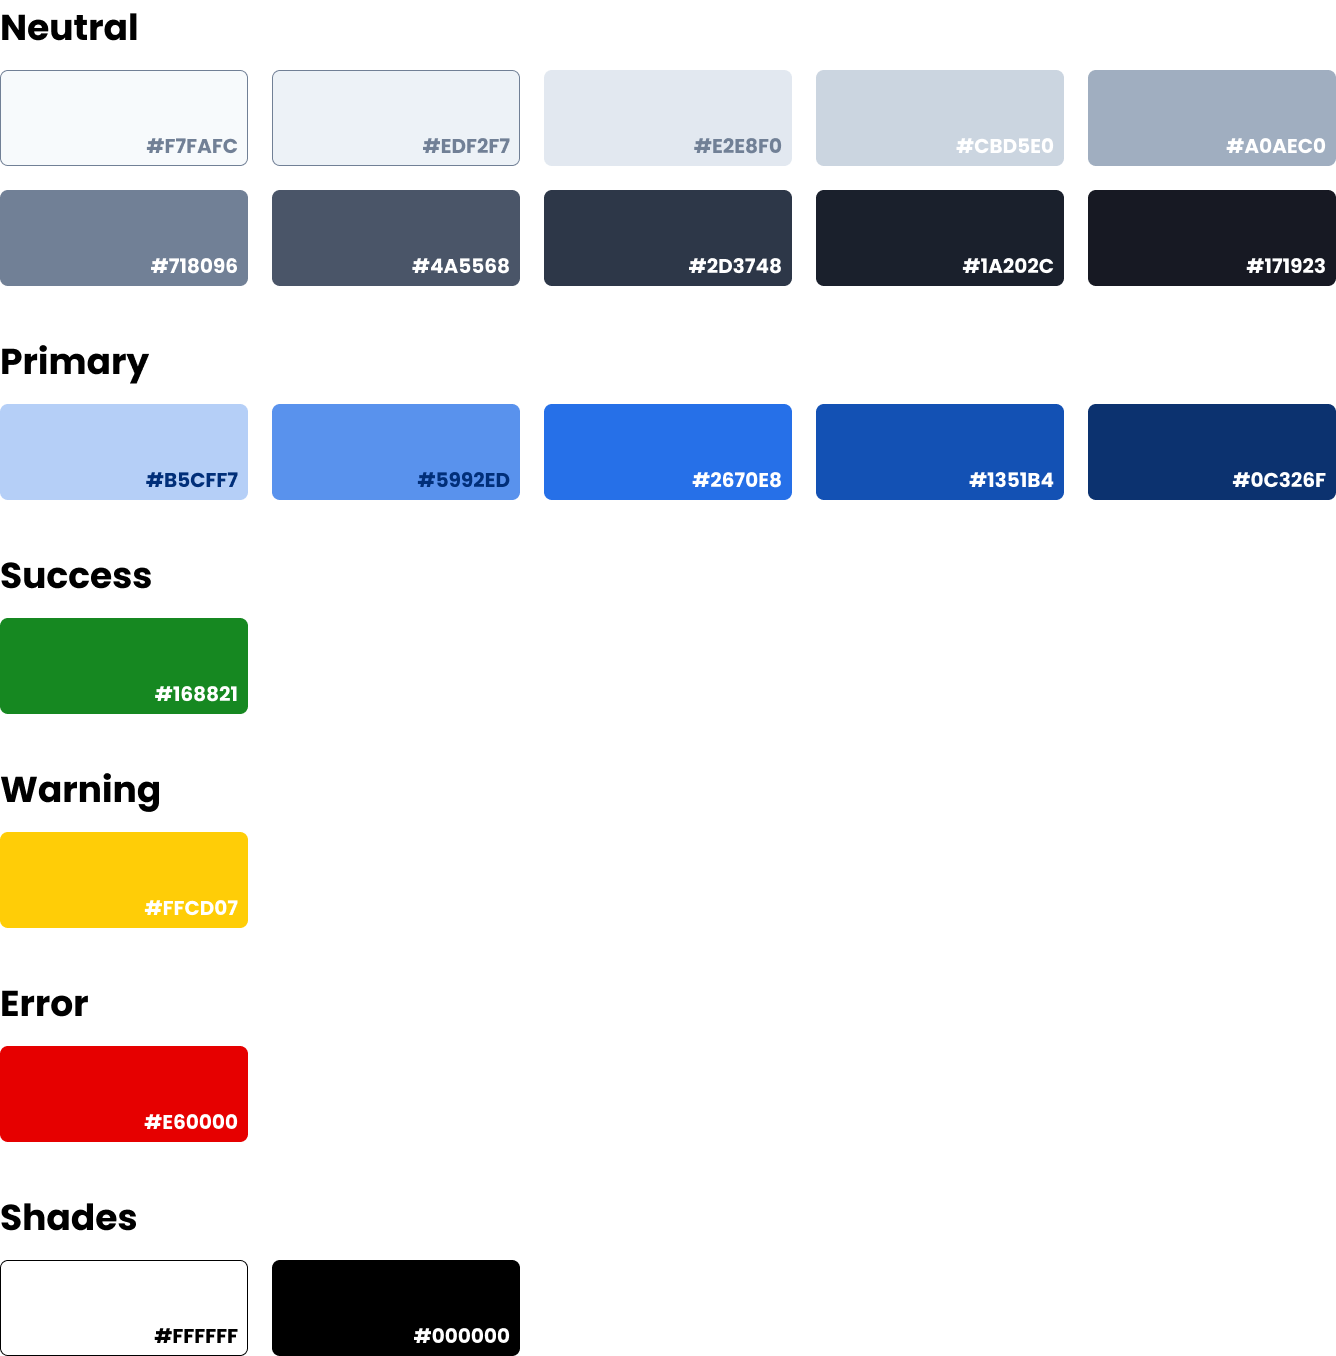 Neutral
#F7FAFC #EDF2F7 #E2E8F0 #CBD5E0 #A0AEC0
#718096 #4A5568 #2D3748 #1A202C #171923
Primary
#B5CFF7 #5992ED #2670E8 #1351B4 #0C326F
Success
#168821
Warning
#FFCD07
Error
#E60000
Shades
#FFFFFF #000000